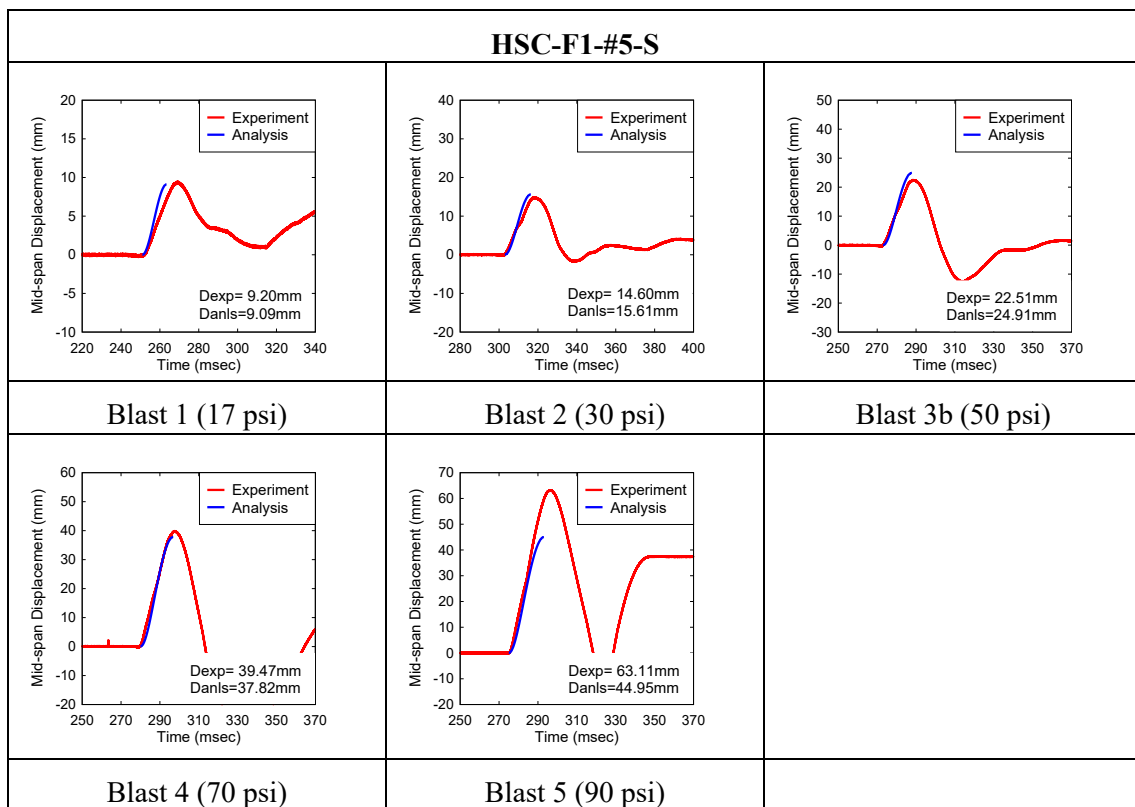 HSC-F1-#5-S
20
15
10
5
0
-5
-10
220 240 260 280 300 320 340
Mid-span Displacement (mm)
Time (msec)
Experiment
Analysis
Dexp= 9.20mm
Danls=9.09mm
40
30
20
10
0
-10
-20
280 300 320 340 360 380 400
Mid-span Displacement (mm)
Time (msec)
Experiment
Analysis
Dexp= 14.60mm
Danls=15.61mm
50
40
30
20
10
0
-10
-20
-30
250 270 290 310 330 350 370
Mid-span Displacement (mm)
Time (msec)
Experiment
Analysis
Dexp= 22.51mm
Danls=24.91mm
Blast 1 (17 psi)
Blast 2 (30 psi)
Blast 3b (50 psi)
60
50
40
30
20
10
0
-10
-20
250 270 290 310 330 350 370
Mid-span Displacement (mm)
Time (msec)
Experiment
Analysis
Dexp= 39.47mm
Danls=37.82mm
70
60
50
40
30
20
10
0
-10
-20
250 270 290 310 330 350 370
Mid-span Displacement (mm)
Time (msec)
Experiment
Analysis
Dexp= 63.11mm
Danls=44.95mm
Blast 4 (70 psi)
Blast 5 (90 psi)